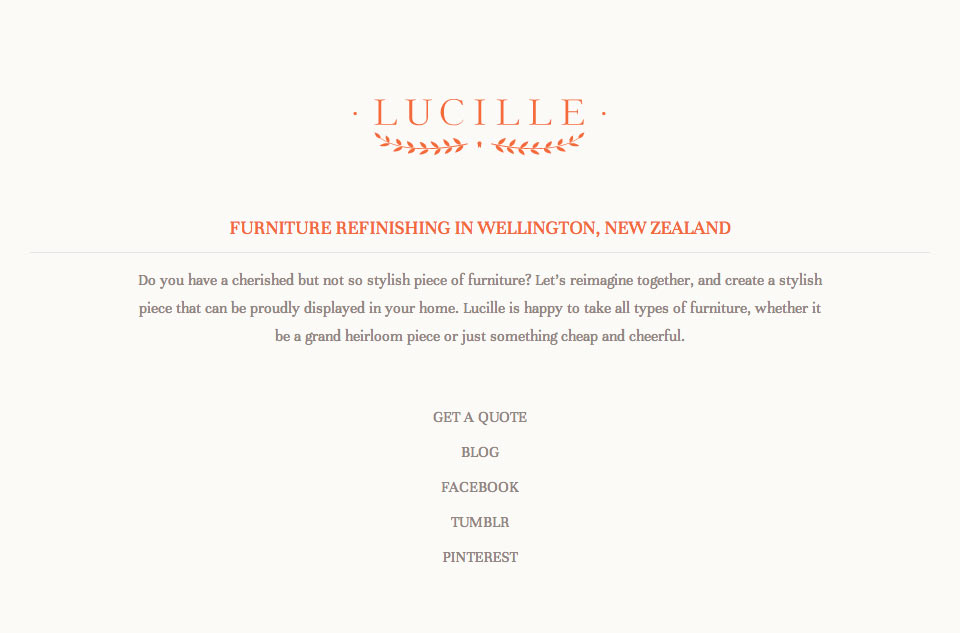 · LUCILLE ·
FURNITURE REFINISHING IN WELLINGTON, NEW ZEALAND
Do you have a cherished but not so stylish piece of furniture? Let's reimagine together, and create a stylish
piece that can be proudly displayed in your home. Lucille is happy to take all types of furniture, whether it
be a grand heirloom piece or just something cheap and cheerful.
GET A QUOTE
BLOG
FACEBOOK
TUMBLR
PINTEREST